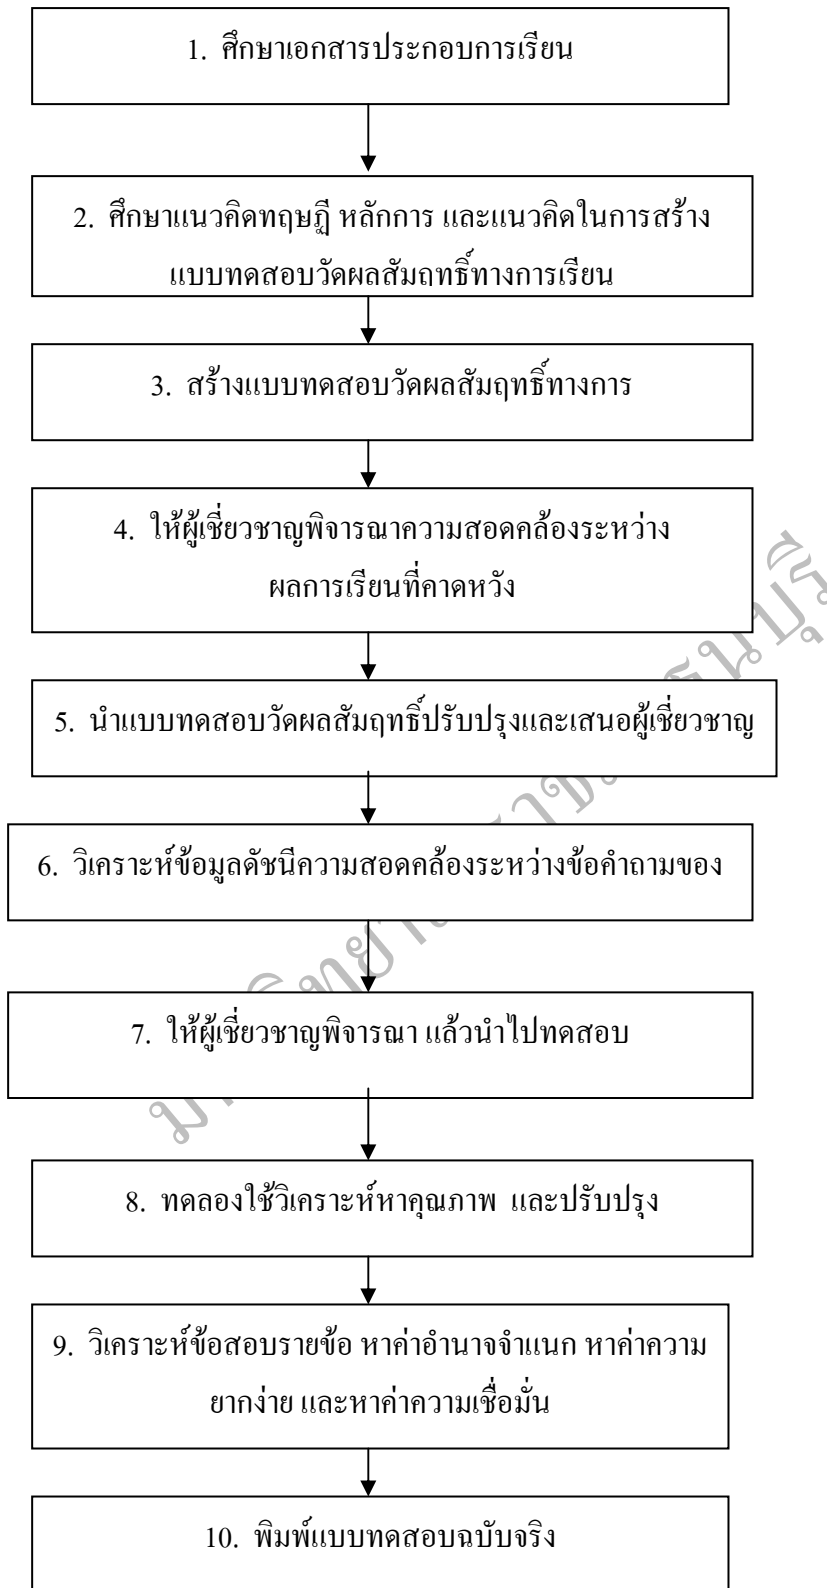 1. ศึกษาเอกสารประกอบการเรียน
2. ศึกษาแนวคิดทฤษฎี หลักการ และแนวคิดในการสร้าง
แบบทดสอบวัดผลสัมฤทธิ์ทางการเรียน
3. สร้างแบบทดสอบวัดผลสัมฤทธิ์ทางการ
4. ให้ผู้เชี่ยวชาญพิจารณาความสอดคล้องระหว่าง
ผลการเรียนที่คาดหวัง
5. นำแบบทดสอบวัดผลสัมฤทธิ์ปรับปรุงและเสนอผู้เชี่ยวชาญ
6. วิเคราะห์ข้อมูลดัชนีความสอดคล้องระหว่างข้อคำถามของ
7. ให้ผู้เชี่ยวชาญพิจารณา แล้วนำไปทดสอบ
8. ทดลองใช้วิเคราะห์หาคุณภาพ และปรับปรุง
9. วิเคราะห์ข้อสอบรายข้อ หาค่าอำนาจจำแนก หาค่าความ
ยากง่าย และหาค่าความเชื่อมั่น
10. พิมพ์แบบทดสอบฉบับจริง